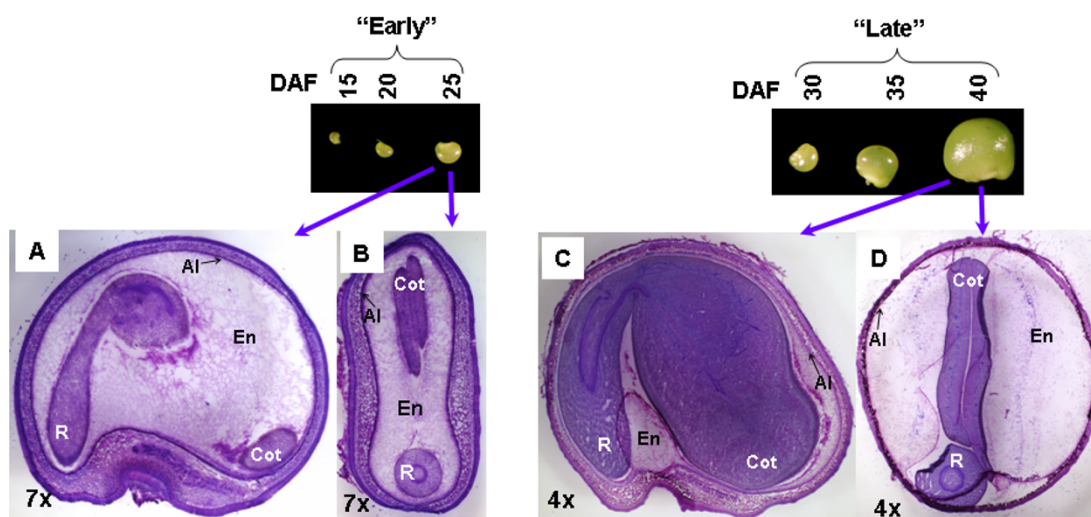 “Early”
DAF 15 20 25
“Late”
DAF 30 35 40
A
Al
En
R
Cot
7x
B
Cot
Al
En
R
7x
C
Al
R
En
Cot
4x
D
Cot
Al
En
R
4x